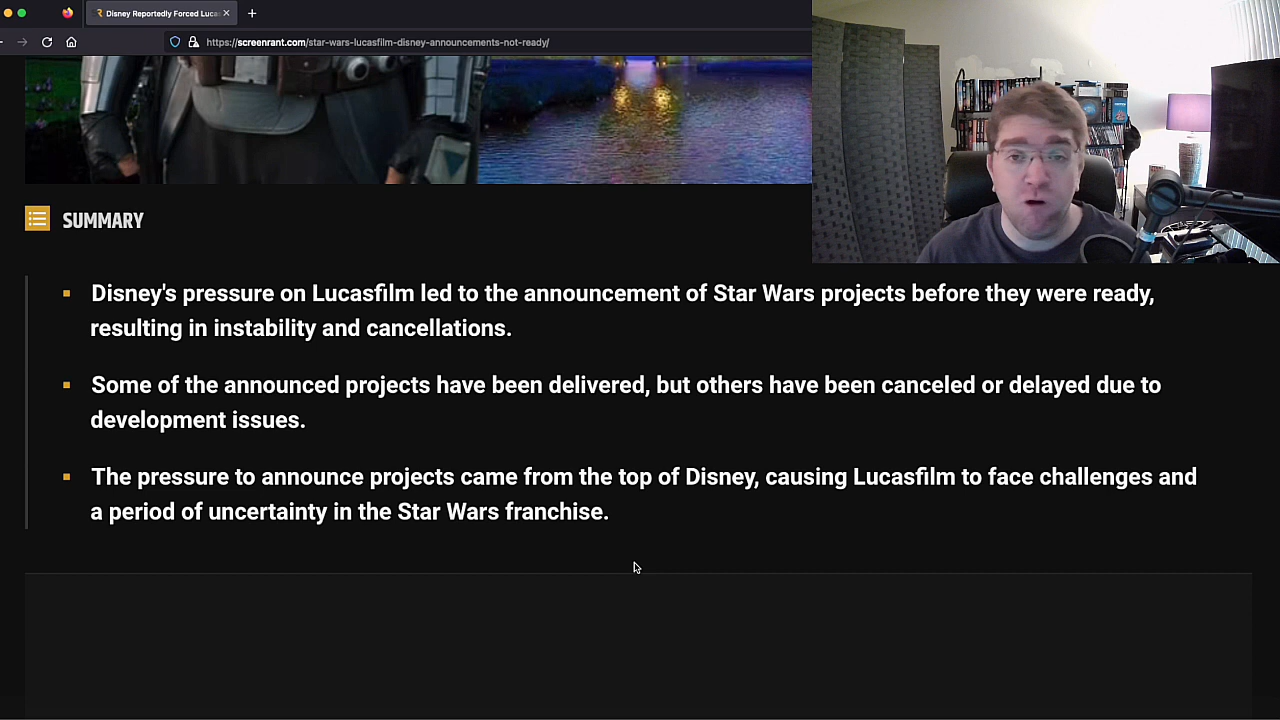 Disney Reportedly Forced Lucas
https://screenrant.com/star-wars-lucasfilm-disney-announcements-not-ready/
SUMMARY
Disney's pressure on Lucasfilm led to the announcement of Star Wars projects before they were ready,
resulting in instability and cancellations.
Some of the announced projects have been delivered, but others have been canceled or delayed due to
development issues.
The pressure to announce projects came from the top of Disney, causing Lucasfilm to face challenges and
a period of uncertainty in the Star Wars franchise.